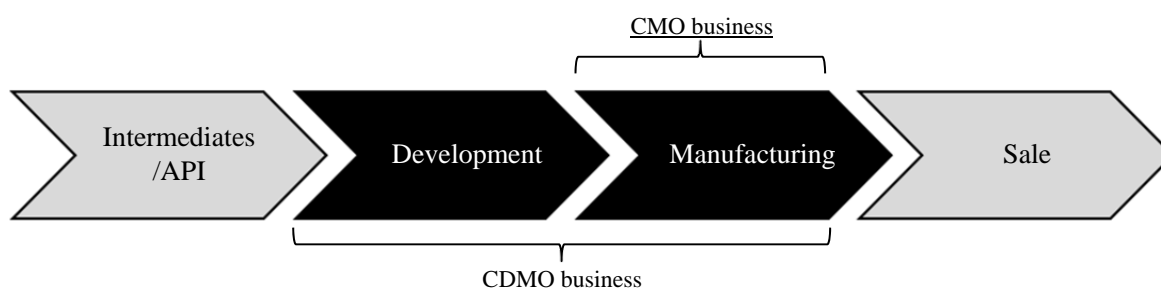 CMO business
Intermediates
/API
Development
Manufacturing
Sale
CDMO business